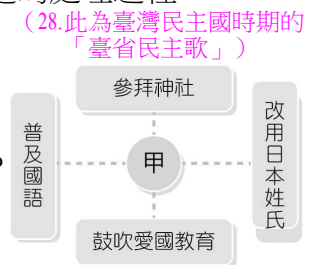 （28.此為臺灣民主國時期的
「臺省民主歌」）
參拜神社
普及國語
甲
改用日本姓氏
鼓吹愛國教育